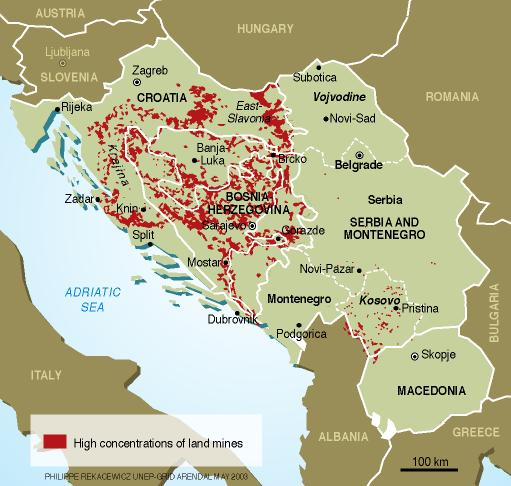 AUSTRIA
HUNGARY
Ljubljana
SLOVENIA
Zagreb
CROATIA
Rijeka
Subotica
Vojvodine
East-
Slavonia
Novi-Sad
ROMANIA
Krajina
Banja
Luka
Brčko
Belgrade
Zadar
Knin
BOSNIA
HERZEGOVINA
Sarajevo
Serbia
SERBIA AND
MONTENEGRO
Split
Gorazde
Mostar
Novi-Pazar
ADRIATIC
SEA
Montenegro
Kosovo
Pristina
Dubrovnik
Podgorica
BULGARIA
Skopje
ITALY
MACEDONIA
ALBANIA
GREECE
High concentrations of land mines
100 km
PHILIPPE REKACEWICZ UNEP-GRID ARENDAL MAY 2003